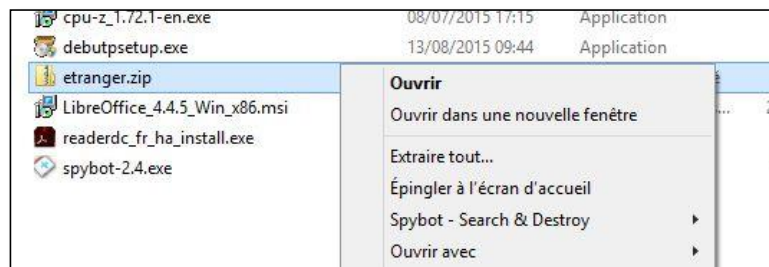 cpu-z_1.72.1-en.exe 08/07/2015 17:15 Application
debutpsetup.exe 13/08/2015 09:44 Application
etranger.zip
Ouvrir
LibreOffice_4.4.5_Win_x86.msi
Ouvrir dans une nouvelle fenêtre
readerdc_fr_ha_install.exe
Extraire tout...
spybot-2.4.exe
Épingler à l'écran d'accueil
Spybot - Search & Destroy
Ouvrir avec